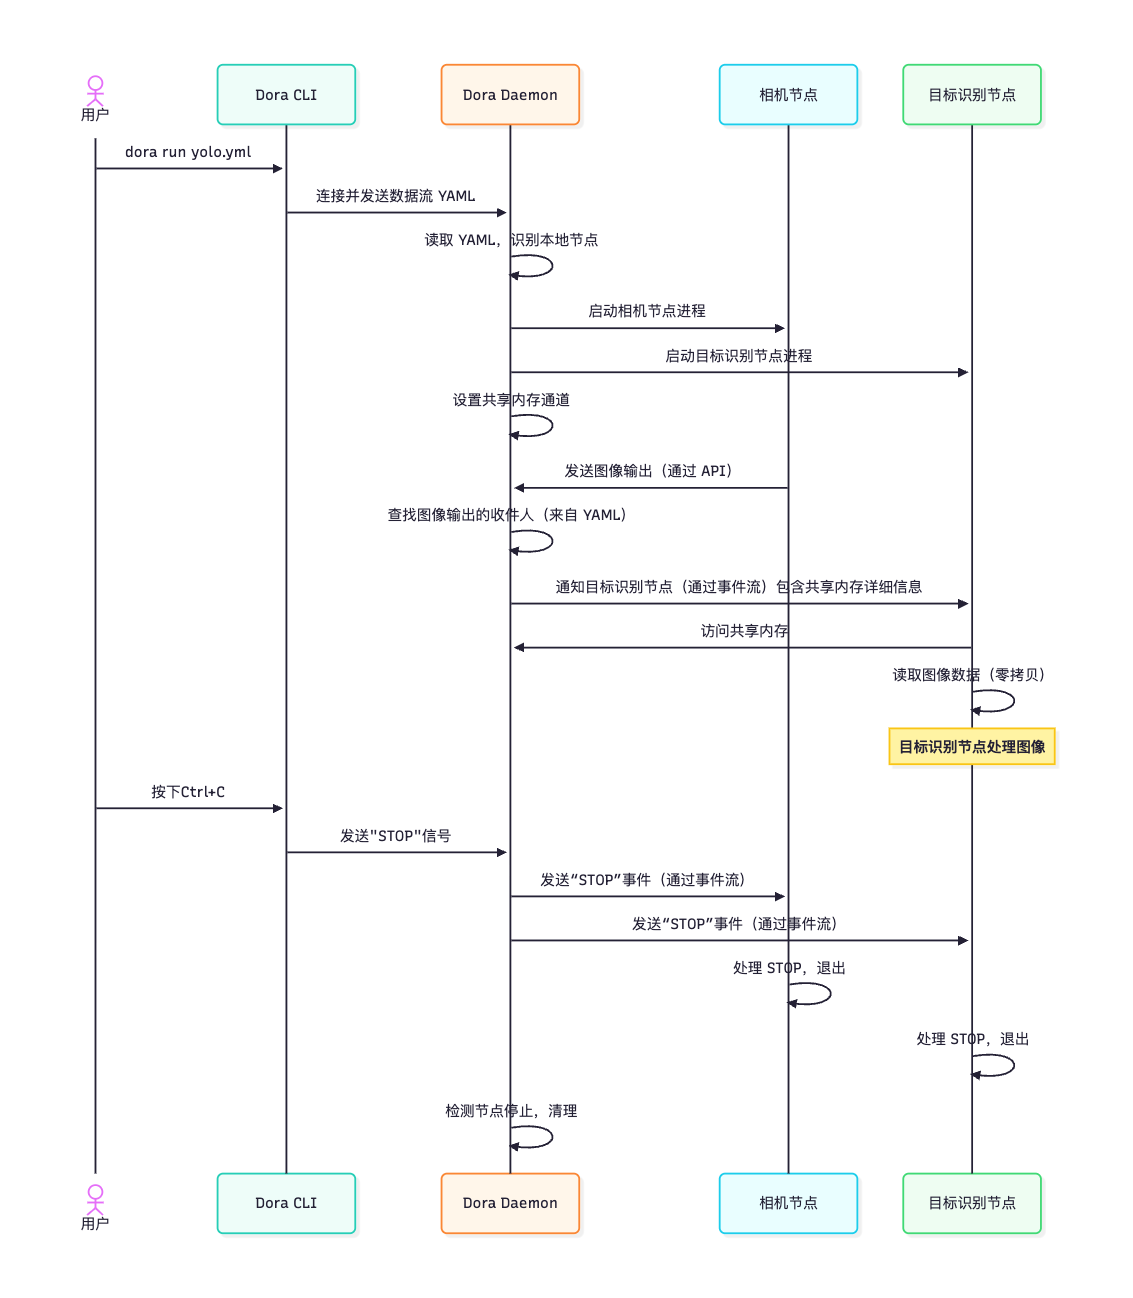 用户
Dora CLI
Dora Daemon
相机节点
目标识别节点
dora run yolo.yml
连接并发送数据流 YAML
读取 YAML，识别本地节点
启动相机节点进程
启动目标识别节点进程
设置共享内存通道
发送图像输出（通过 API）
查找图像输出的收件人（来自 YAML）
通知目标识别节点（通过事件流）包含共享内存详细信息
访问共享内存
读取图像数据（零拷贝）
目标识别节点处理图像
按下Ctrl+C
发送"STOP"信号
发送“STOP”事件（通过事件流）
发送“STOP”事件（通过事件流）
处理 STOP，退出
处理 STOP，退出
检测节点停止，清理
用户
Dora CLI
Dora Daemon
相机节点
目标识别节点